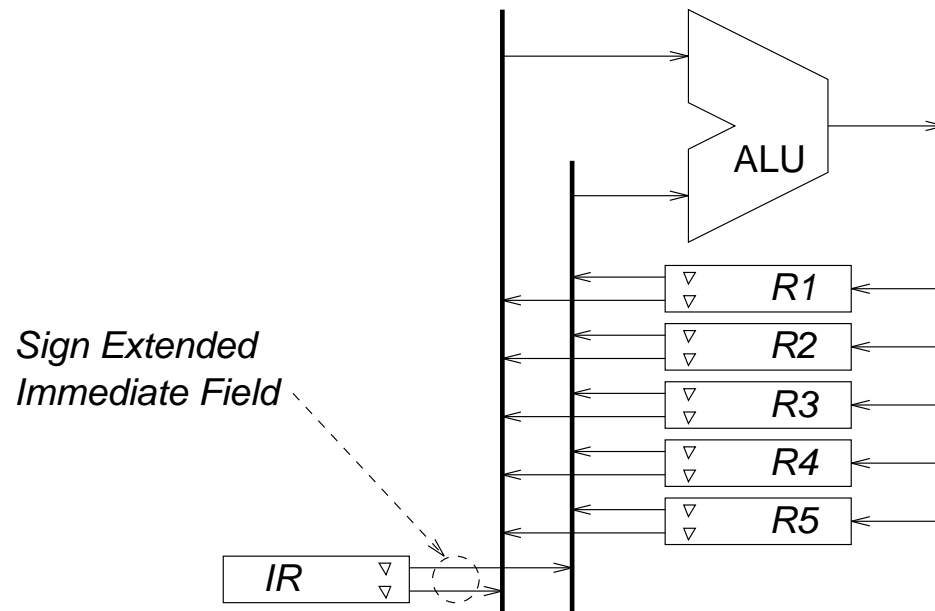 ALU
R1
Sign Extended
Immediate Field
R2
R3
R4
R5
IR